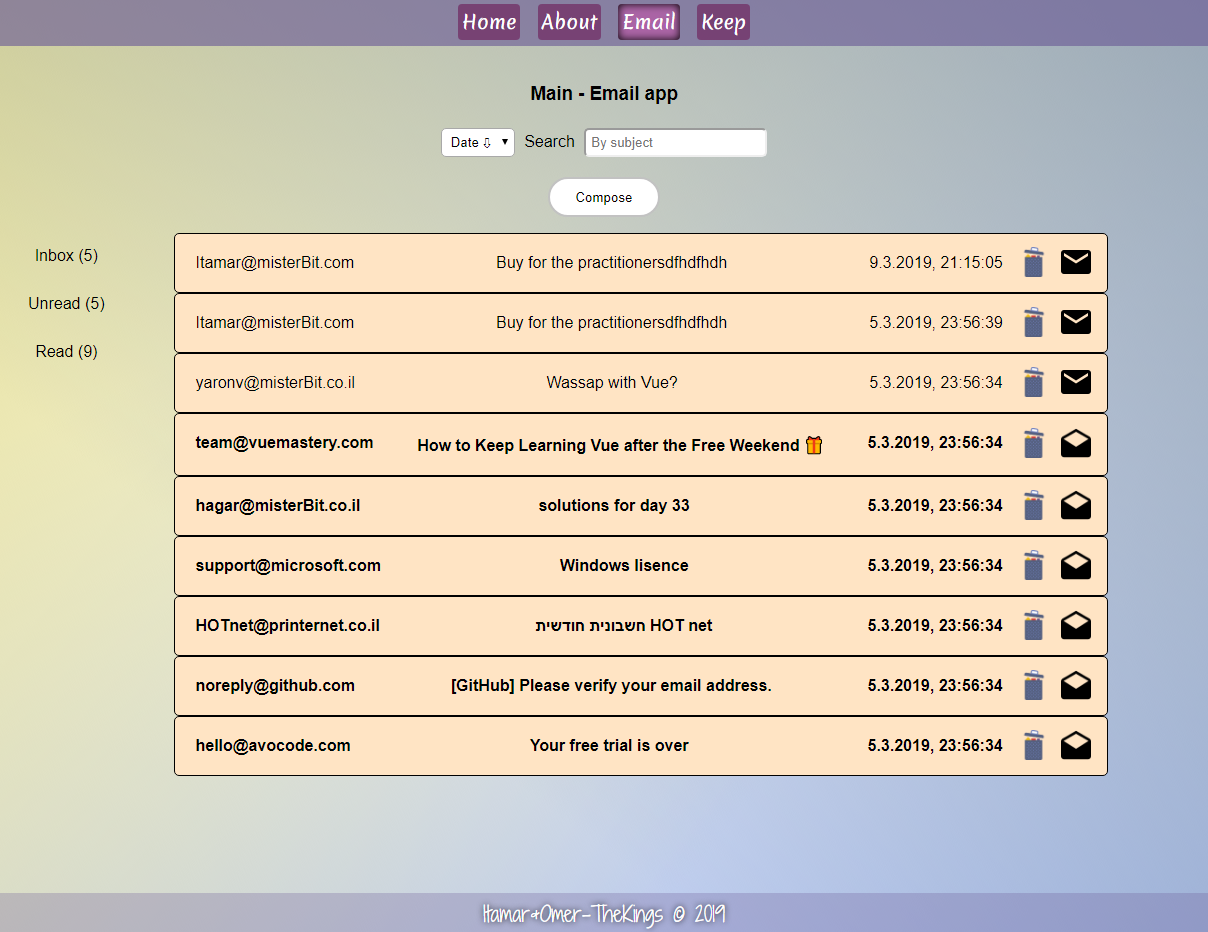 Home About Email Keep
Main - Email app
Date ⇩ Search By subject
Compose
Inbox (5)
Unread (5)
Read (9)
Itamar@misterBit.com Buy for the practitionersdfhdfhdh 9.3.2019, 21:15:05
Itamar@misterBit.com Buy for the practitionersdfhdfhdh 5.3.2019, 23:56:39
yaronv@misterBit.co.il Wassap with Vue? 5.3.2019, 23:56:34
team@vuemastery.com How to Keep Learning Vue after the Free Weekend 🎁 5.3.2019, 23:56:34
hagar@misterBit.co.il solutions for day 33 5.3.2019, 23:56:34
support@microsoft.com Windows lisence 5.3.2019, 23:56:34
HOTnet@printernet.co.il חשבונית חודשית HOT net 5.3.2019, 23:56:34
noreply@github.com [GitHub] Please verify your email address. 5.3.2019, 23:56:34
hello@avocode.com Your free trial is over 5.3.2019, 23:56:34
Itamar&Omer-TheKings © 2019